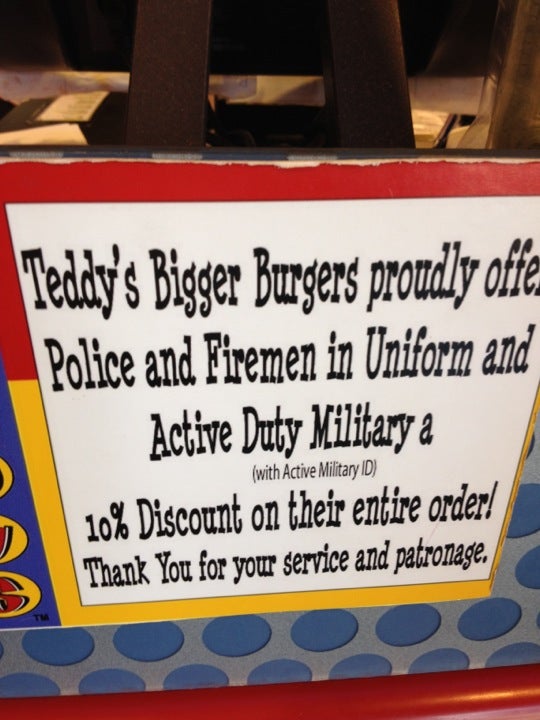 Teddy's Bigger Burgers proudly offe
Police and Firemen in Uniform and
Active Duty Military a
(with Active Military ID)
10% Discount on their entire order!
Thank You for your service and patronage.
TM